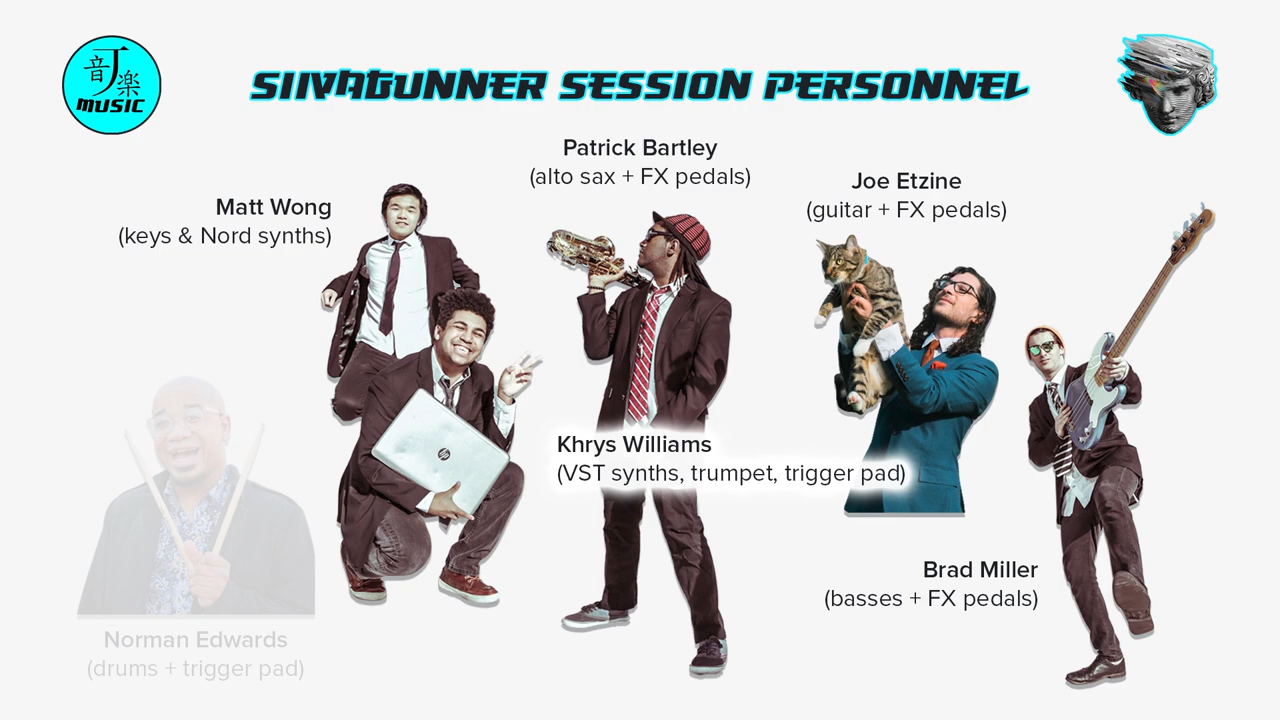 音J楽
MUSIC
SIIVAGUNNER SESSION PERSONNEL
Patrick Bartley
(alto sax + FX pedals)
Joe Etzine
(guitar + FX pedals)
Matt Wong
(keys & Nord synths)
Khrys Williams
(VST synths, trumpet, trigger pad)
hp
Brad Miller
(basses + FX pedals)
Norman Edwards
(drums + trigger pad)